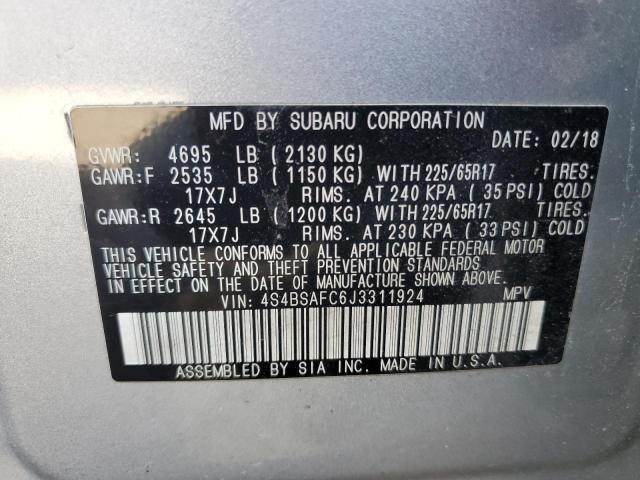 MFD BY SUBARU CORPORATION
DATE: 02/18
GVWR: 4695 LB ( 2130 KG)
GAWR:F 2535 LB ( 1150 KG) WITH 225/65R17 TIRES.
17X7J RIMS. AT 240 KPA ( 35 PSI) COLD
GAWR:R 2645 LB ( 1200 KG) WITH 225/65R17 TIRES.
17X7J RIMS. AT 230 KPA ( 33 PSI) COLD
THIS VEHICLE CONFORMS TO ALL APPLICABLE FEDERAL MOTOR
VEHICLE SAFETY AND THEFT PREVENTION STANDARDS
IN EFFECT ON THE DATE OF MANUFACTURE SHOWN ABOVE.
VIN: 4S4BSAFC6J3311924 MPV
ASSEMBLED BY SIA INC. MADE IN U.S.A.